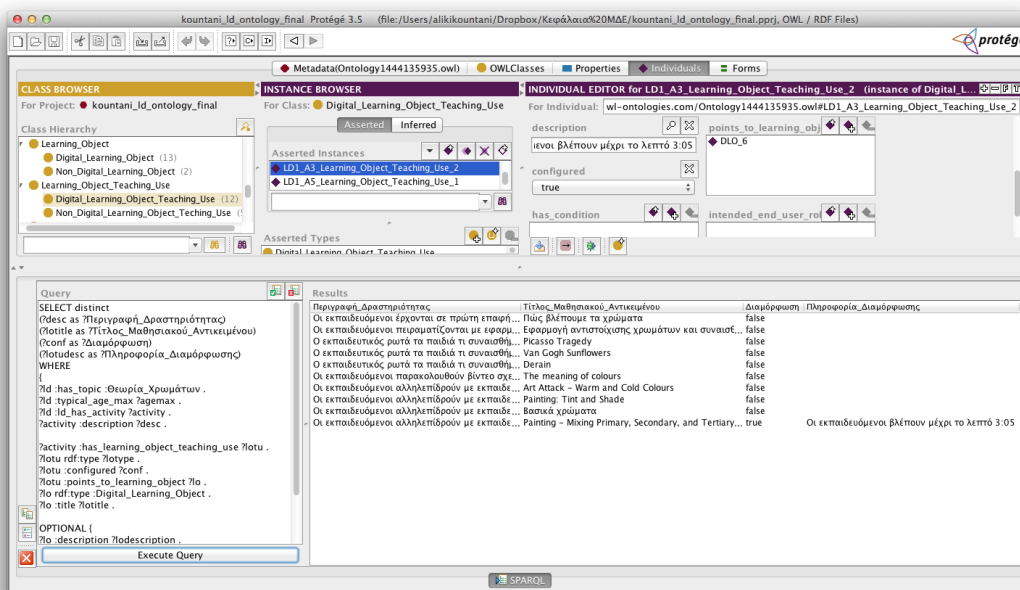 kountani_ld_ontology_final Protégé 3.5 (file:/Users/alikikountani/Dropbox/Κεφάλαια%20ΜΔΕ/kountani_ld_ontology_final.pprj, OWL / RDF Files)
protégé
Metadata(Ontology1444135935.owl) OWLClasses Properties Individuals Forms
CLASS BROWSER
For Project: kountani_ld_ontology_final
Class Hierarchy
Learning_Object
Digital_Learning_Object (13)
Non_Digital_Learning_Object (2)
Learning_Object_Teaching_Use
Digital_Learning_Object_Teaching_Use (12)
Non_Digital_Learning_Object_Teching_Use
INSTANCE BROWSER
For Class: Digital_Learning_Object_Teaching_Use
Asserted Inferred
Asserted Instances
LD1_A3_Learning_Object_Teaching_Use_2
LD1_A5_Learning_Object_Teaching_Use_1
Asserted Types
Digital_Learning_Object_Teaching_Use
INDIVIDUAL EDITOR for LD1_A3_Learning_Object_Teaching_Use_2 (instance of Digital_L...
For Individual: wl-ontologies.com/Ontology1444135935.owl#LD1_A3_Learning_Object_Teaching_Use_2
description
ιενοι βλέπουν μέχρι το λεπτό 3:05
configured
true
has_condition
points_to_learning_obj
DLO_6
intended_end_user_rol
Query
SELECT distinct
(?desc as ?Περιγραφή_Δραστηριότητας)
(?lotitle as ?Τίτλος_Μαθησιακού_Αντικειμένου)
(?conf as ?Διαμόρφωση)
(?lotudesc as ?Πληροφορία_Διαμόρφωσης)
WHERE
{
?ld :has_topic :Θεωρία_Χρωμάτων .
?ld :typical_age_max ?agemax .
?ld :ld_has_activity ?activity .
?activity :description ?desc .
?activity :has_learning_object_teaching_use ?lotu .
?lotu rdf:type ?lotype .
?lotu :configured ?conf .
?lotu :points_to_learning_object ?lo .
?lo rdf:type :Digital_Learning_Object .
?lo :title ?lotitle .
OPTIONAL {
?lo :description ?lodescription .
Execute Query
Results
Περιγραφή_Δραστηριότητας Τίτλος_Μαθησιακού_Αντικειμένου Διαμόρφωση Πληροφορία_Διαμόρφωσης
Οι εκπαιδευόμενοι έρχονται σε πρώτη επαφή... Πώς βλέπουμε τα χρώματα false
Οι εκπαιδευόμενοι πειραματίζονται με εφαρμ... Εφαρμογή αντιστοίχισης χρωμάτων και συναισθ... false
Ο εκπαιδευτικός ρωτά τα παιδιά τι συναισθήμ... Picasso Tragedy false
Ο εκπαιδευτικός ρωτά τα παιδιά τι συναισθήμ... Van Gogh Sunflowers false
Ο εκπαιδευτικός ρωτά τα παιδιά τι συναισθήμ... Derain false
Οι εκπαιδευόμενοι παρακολουθούν βίντεο σχε... The meaning of colours false
Οι εκπαιδευόμενοι αλληλεπίδρούν με εκπαιδε... Art Attack – Warm and Cold Colours false
Οι εκπαιδευόμενοι αλληλεπίδρούν με εκπαιδε... Painting: Tint and Shade false
Οι εκπαιδευόμενοι αλληλεπίδρούν με εκπαιδε... Βασικά χρώματα false
Οι εκπαιδευόμενοι αλληλεπίδρούν με εκπαιδε... Painting – Mixing Primary, Secondary, and Tertiary... true Οι εκπαιδευόμενοι βλέπουν μέχρι το λεπτό 3:05
SPARQL